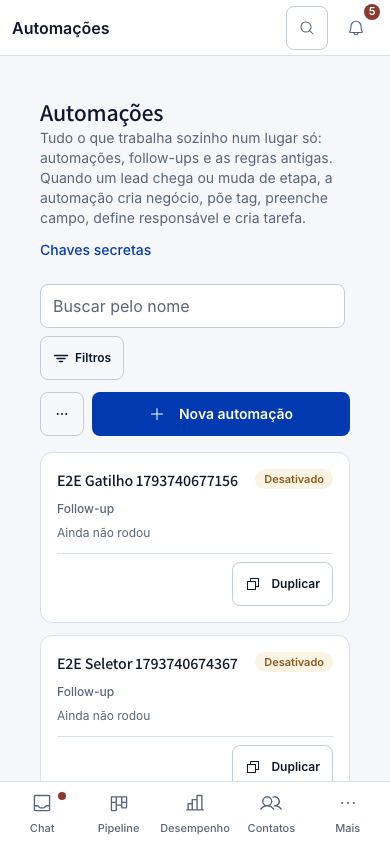 Automações
5
Automações
Tudo o que trabalha sozinho num lugar só:
automações, follow-ups e as regras antigas.
Quando um lead chega ou muda de etapa, a
automação cria negócio, põe tag, preenche
campo, define responsável e cria tarefa.
Chaves secretas
Buscar pelo nome
Filtros
Nova automação
E2E Gatilho 1793740677156
Desativado
Follow-up
Ainda não rodou
Duplicar
E2E Seletor 1793740674367
Desativado
Follow-up
Ainda não rodou
Duplicar
Chat
Pipeline
Desempenho
Contatos
Mais